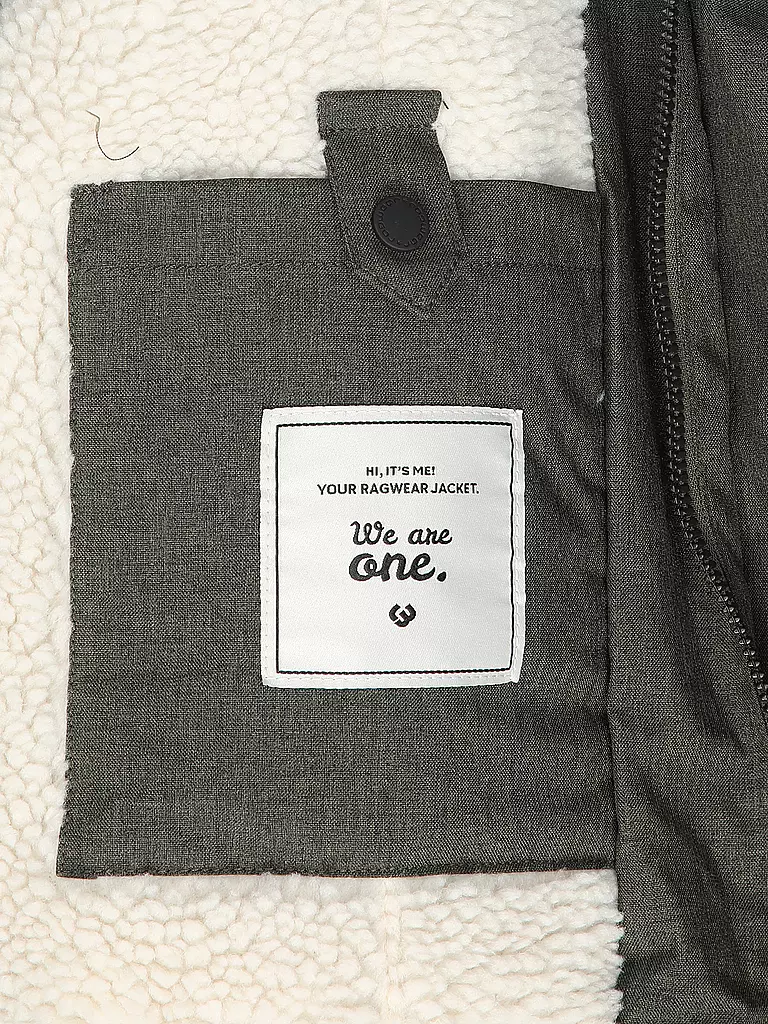 HI, IT'S ME!
YOUR RAGWEAR JACKET.
We are
one.